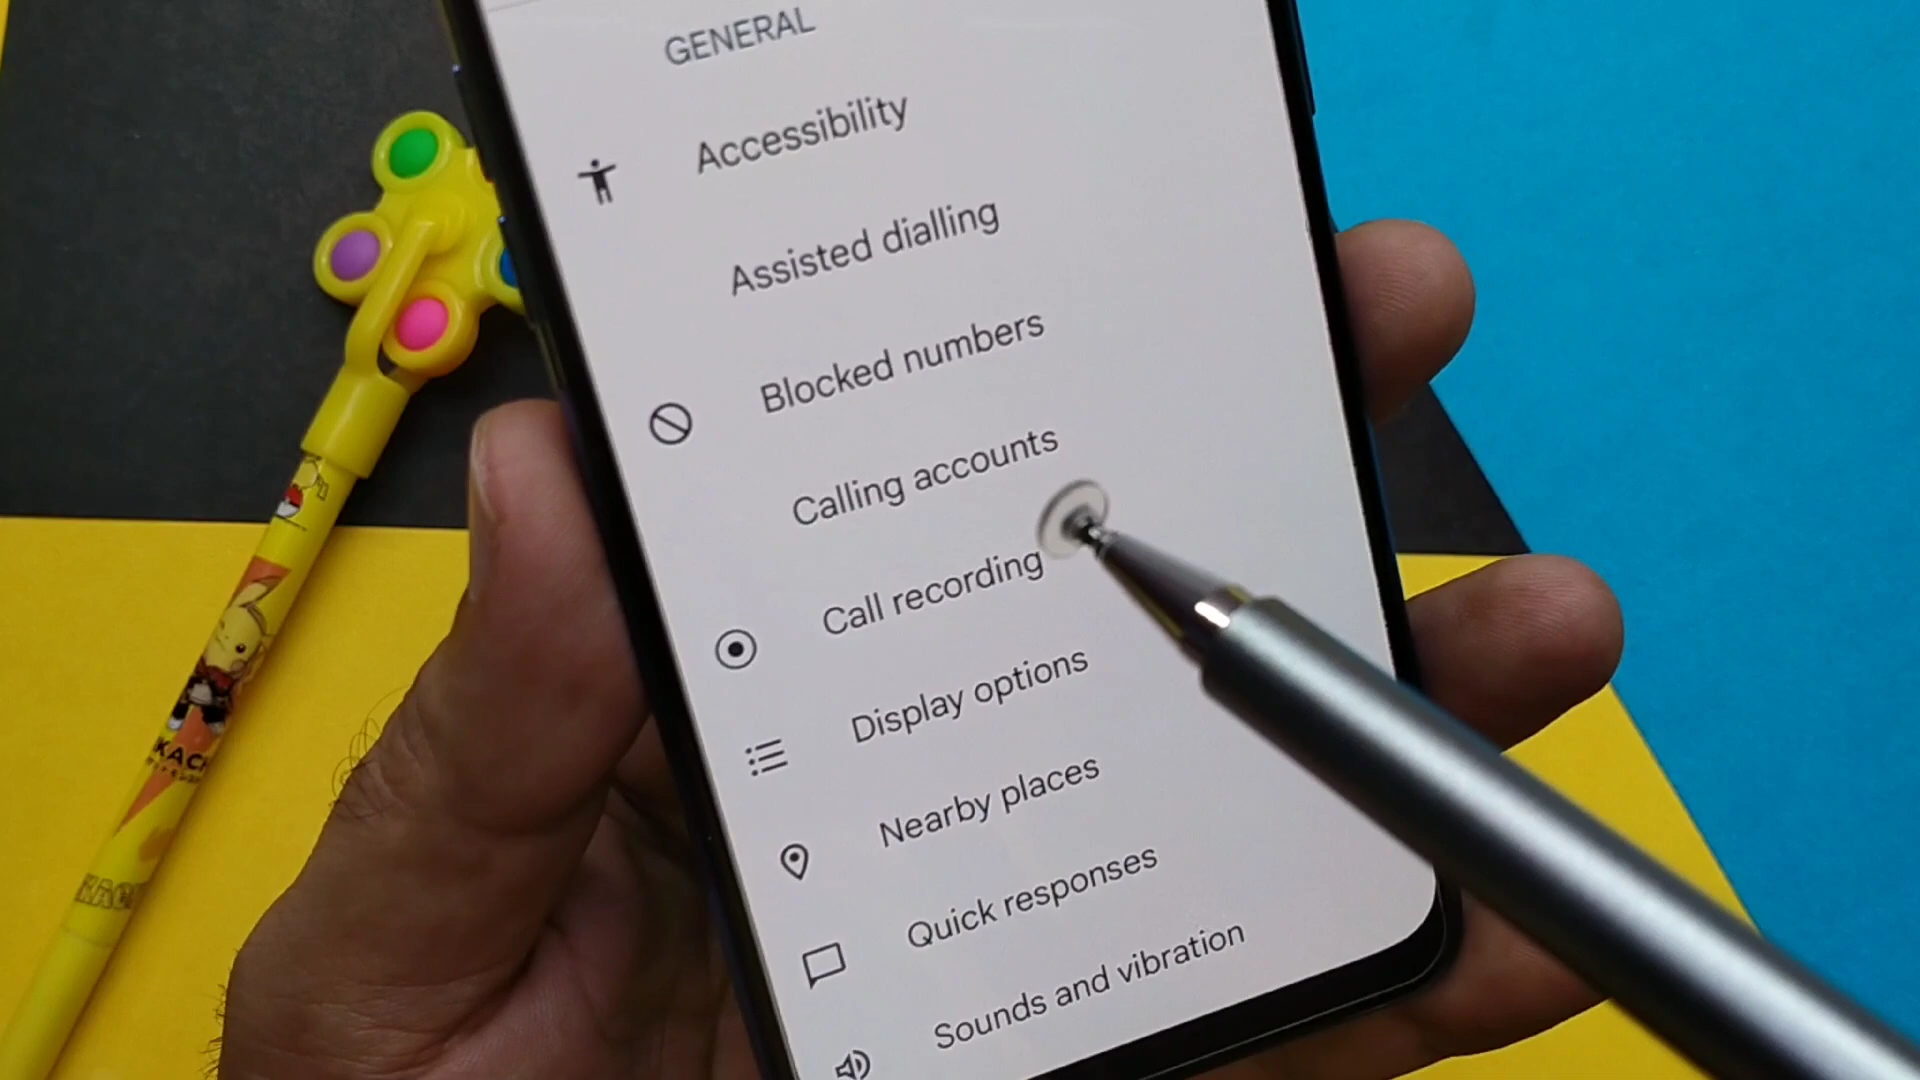 GENERAL
Accessibility
Assisted dialling
Blocked numbers
Calling accounts
Call recording
Display options
Nearby places
Quick responses
Sounds and vibration